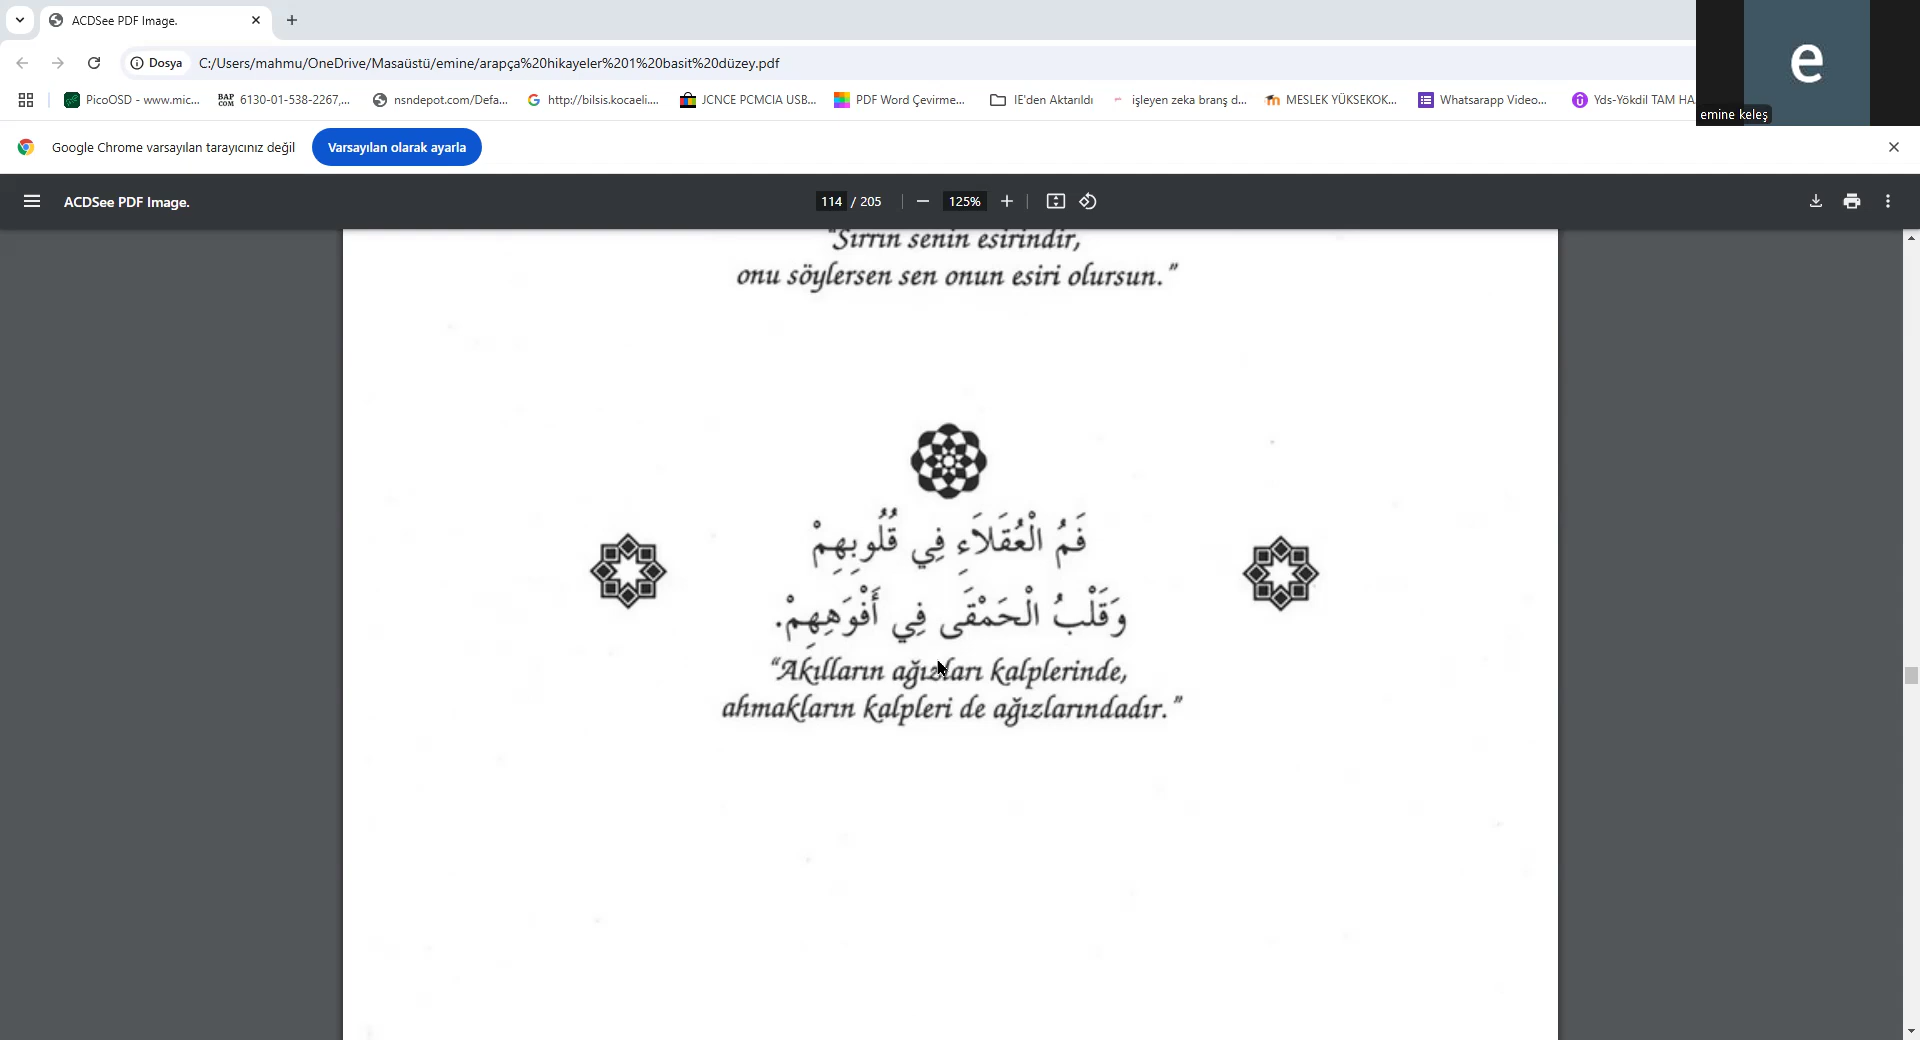 ACDSee PDF Image.
Dosya
C:/Users/mahmu/OneDrive/Masaüstü/emine/arapça%20hikayeler%201%20basit%20düzey.pdf
PicoOSD - www.mic...
BAP COM 6130-01-538-2267,...
nsndepot.com/Defa...
http://bilsis.kocaeli....
JCNCE PCMCIA USB...
PDF Word Çevirme...
IE'den Aktarıldı
işleyen zeka branş d...
MESLEK YÜKSEKOK...
Whatsarapp Video...
Yds-Yökdil TAM HA
e
emine keleş
Google Chrome varsayılan tarayıcınız değil
Varsayılan olarak ayarla
ACDSee PDF Image.
114 / 205
125%
"Sırrın senin esirindir,
onu söylersen sen onun esiri olursun."
فَمُ الْعُقَلَاءِ فِي قُلُوبِهِمْ
وَقَلْبُ الْحَمْقَى فِي أَفْوَهِهِمْ.
"Akılların ağızları kalplerinde,
ahmakların kalpleri de ağızlarındadır."